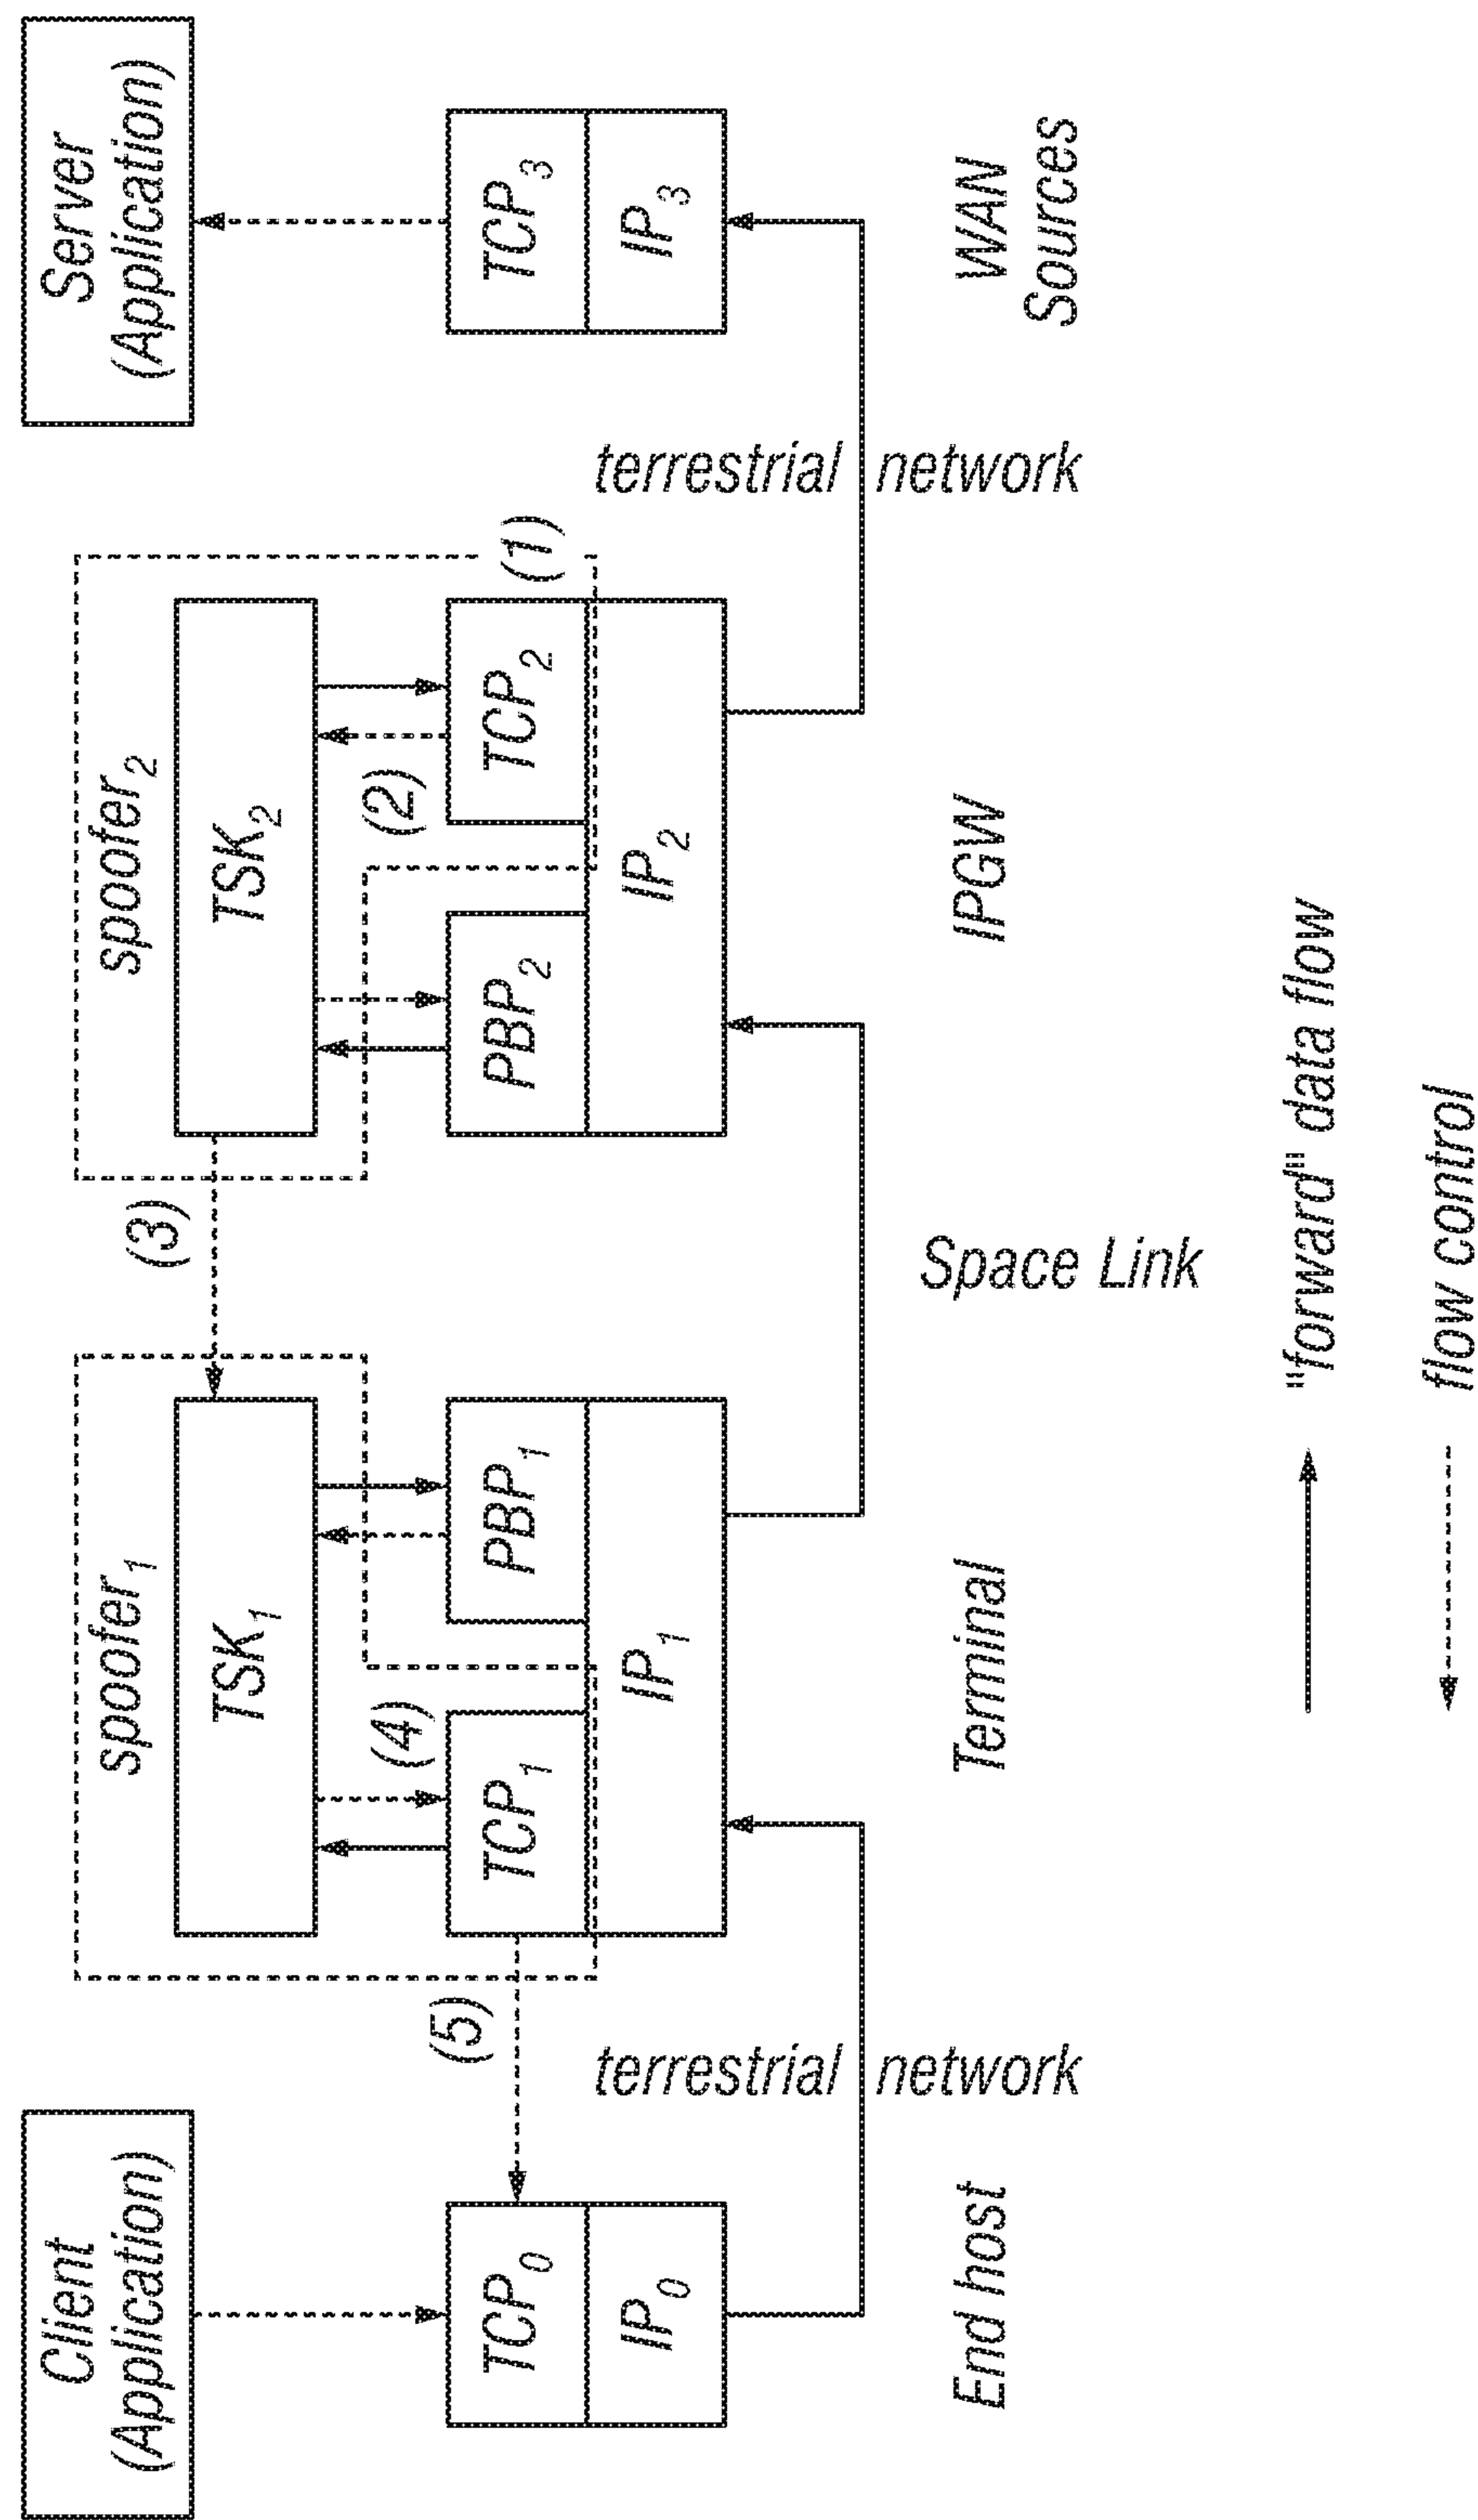 Client
(Application)
Server
(Application)
spoofer1
spoofer2
TSK1
(3)
TSK2
(4)
(2)
(5)
(1)
TCP0
TCP1
PBP1
PBP2
TCP2
TCP3
IP0
IP1
IP2
IP3
terrestrial network
terrestrial network
End host
Terminal
Space Link
IPGW
WAN
Sources
"forward" data flow
flow control